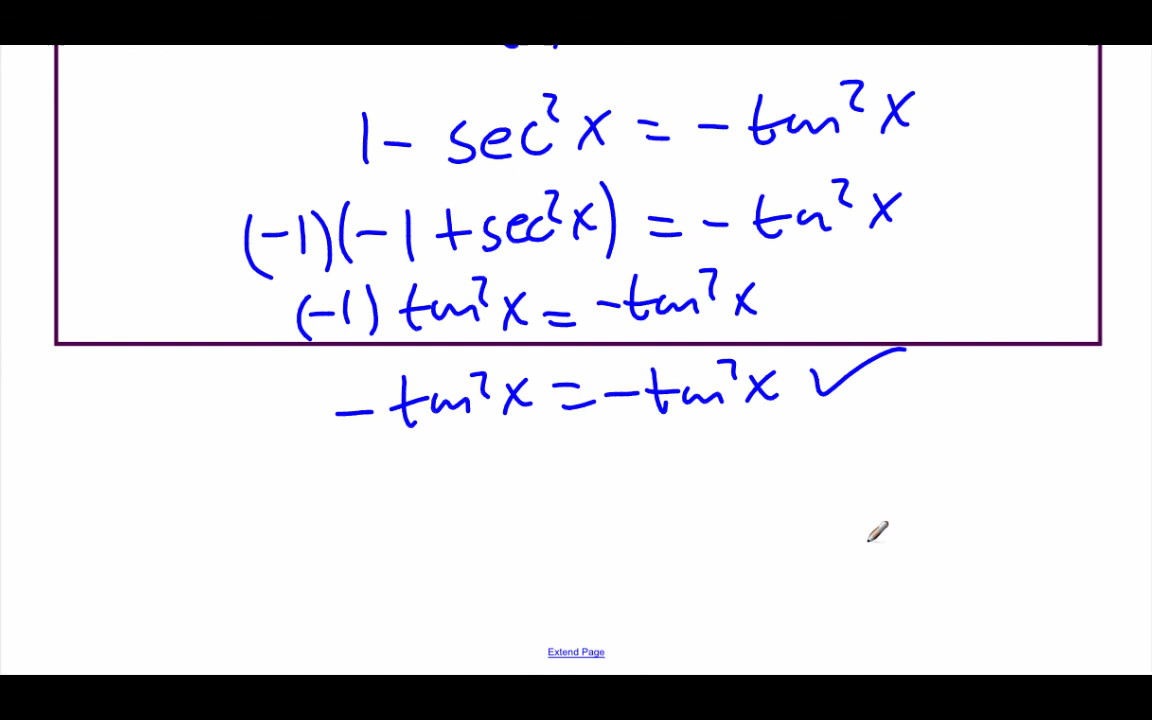 1 - sec²x = - tan²x
(-1)(-1 + sec²x) = - tan²x
(-1) tan²x = -tan²x
- tan²x = -tan²x ✓
Extend Page